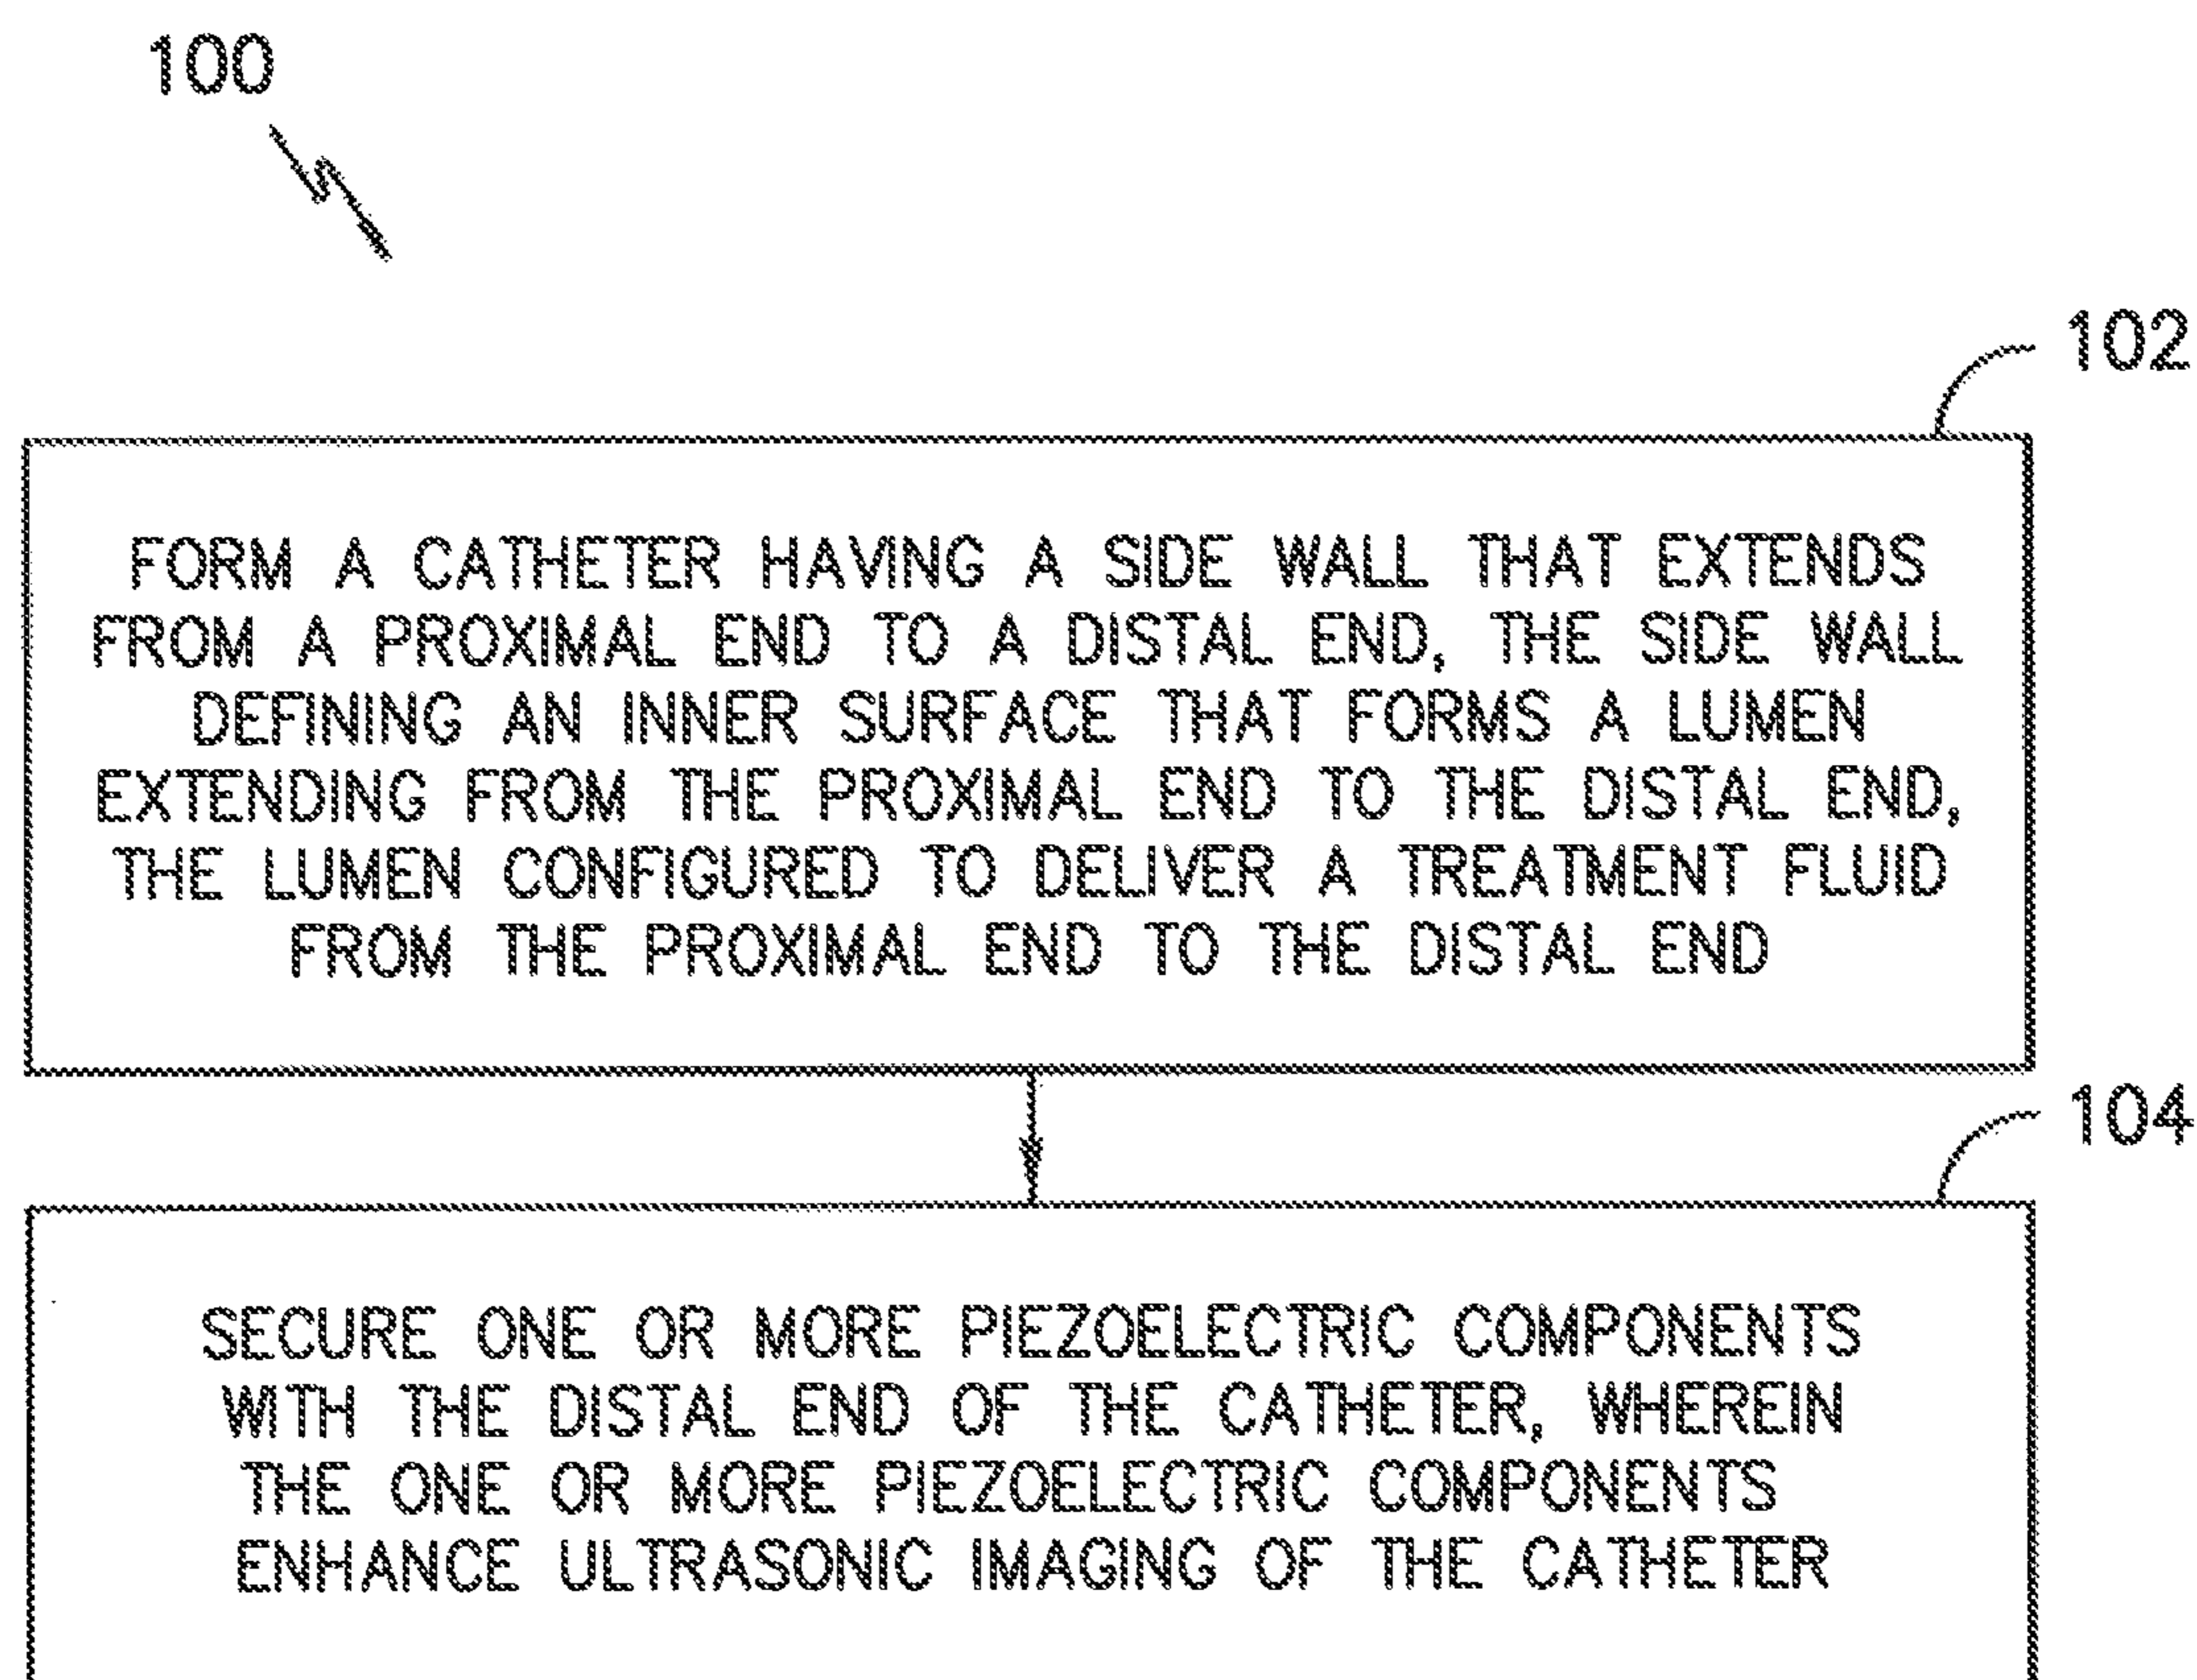 100
102
FORM A CATHETER HAVING A SIDE WALL THAT EXTENDS
FROM A PROXIMAL END TO A DISTAL END, THE SIDE WALL
DEFINING AN INNER SURFACE THAT FORMS A LUMEN
EXTENDING FROM THE PROXIMAL END TO THE DISTAL END,
THE LUMEN CONFIGURED TO DELIVER A TREATMENT FLUID
FROM THE PROXIMAL END TO THE DISTAL END
104
SECURE ONE OR MORE PIEZOELECTRIC COMPONENTS
WITH THE DISTAL END OF THE CATHETER, WHEREIN
THE ONE OR MORE PIEZOELECTRIC COMPONENTS
ENHANCE ULTRASONIC IMAGING OF THE CATHETER